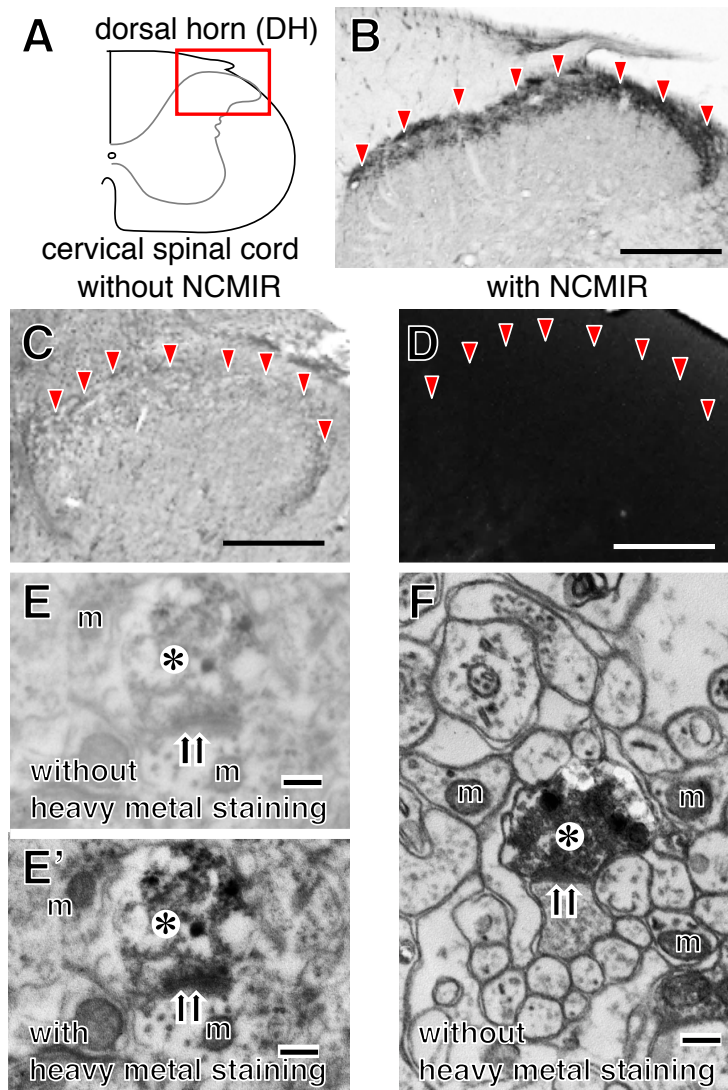 A
dorsal horn (DH)
cervical spinal cord
B
without NCMIR
with NCMIR
C
D
E
m
*
m
without
heavy metal staining
E’
m
*
m
with
heavy metal staining
F
m
m
*
m
without
heavy metal staining